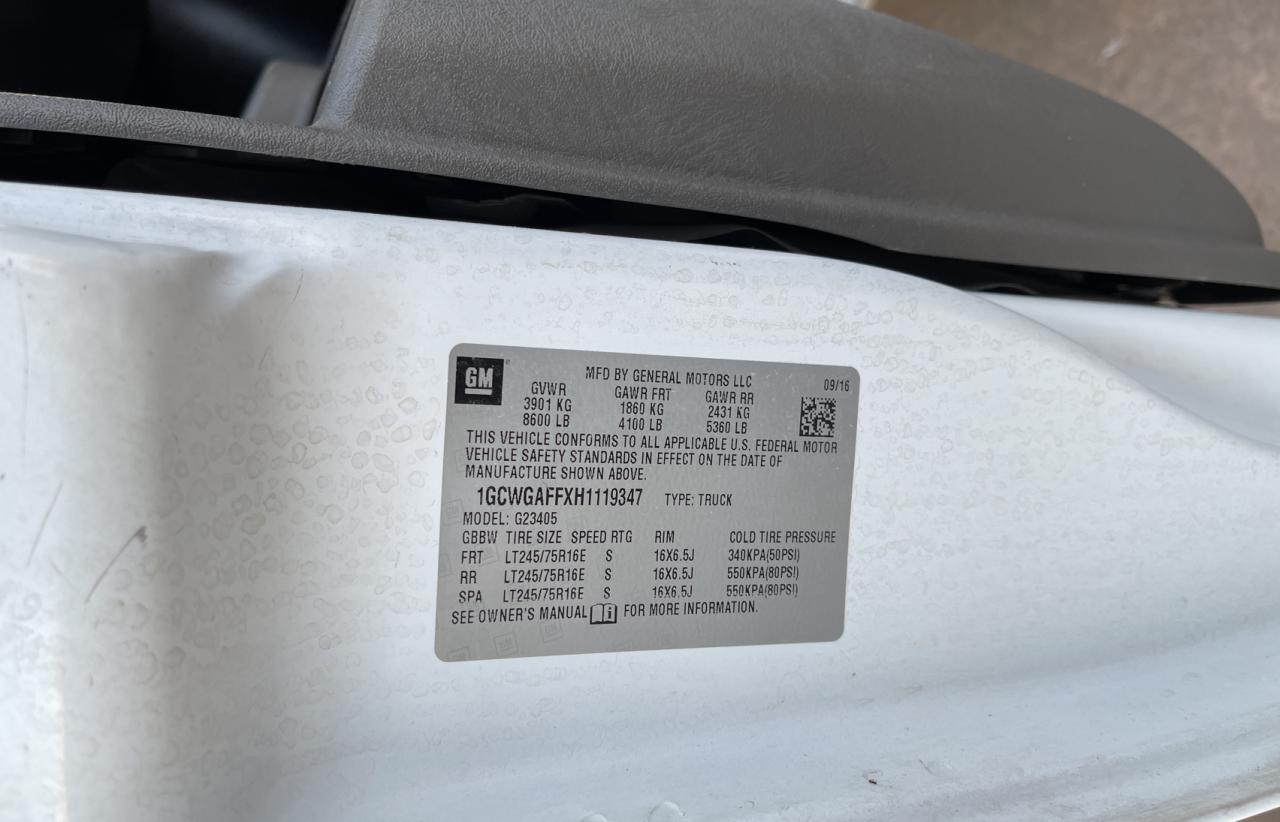 GM
MFD BY GENERAL MOTORS LLC 09/16
GVWR GAWR FRT GAWR RR
3901 KG 1860 KG 2431 KG
8600 LB 4100 LB 5360 LB
THIS VEHICLE CONFORMS TO ALL APPLICABLE U.S. FEDERAL MOTOR
VEHICLE SAFETY STANDARDS IN EFFECT ON THE DATE OF
MANUFACTURE SHOWN ABOVE.
1GCWGAFFXH1119347 TYPE: TRUCK
MODEL: G23405
GBBW TIRE SIZE SPEED RTG RIM COLD TIRE PRESSURE
FRT LT245/75R16E S 16X6.5J 340KPA(50PSI)
RR LT245/75R16E S 16X6.5J 550KPA(80PSI)
SPA LT245/75R16E S 16X6.5J 550KPA(80PSI)
SEE OWNER'S MANUAL FOR MORE INFORMATION.